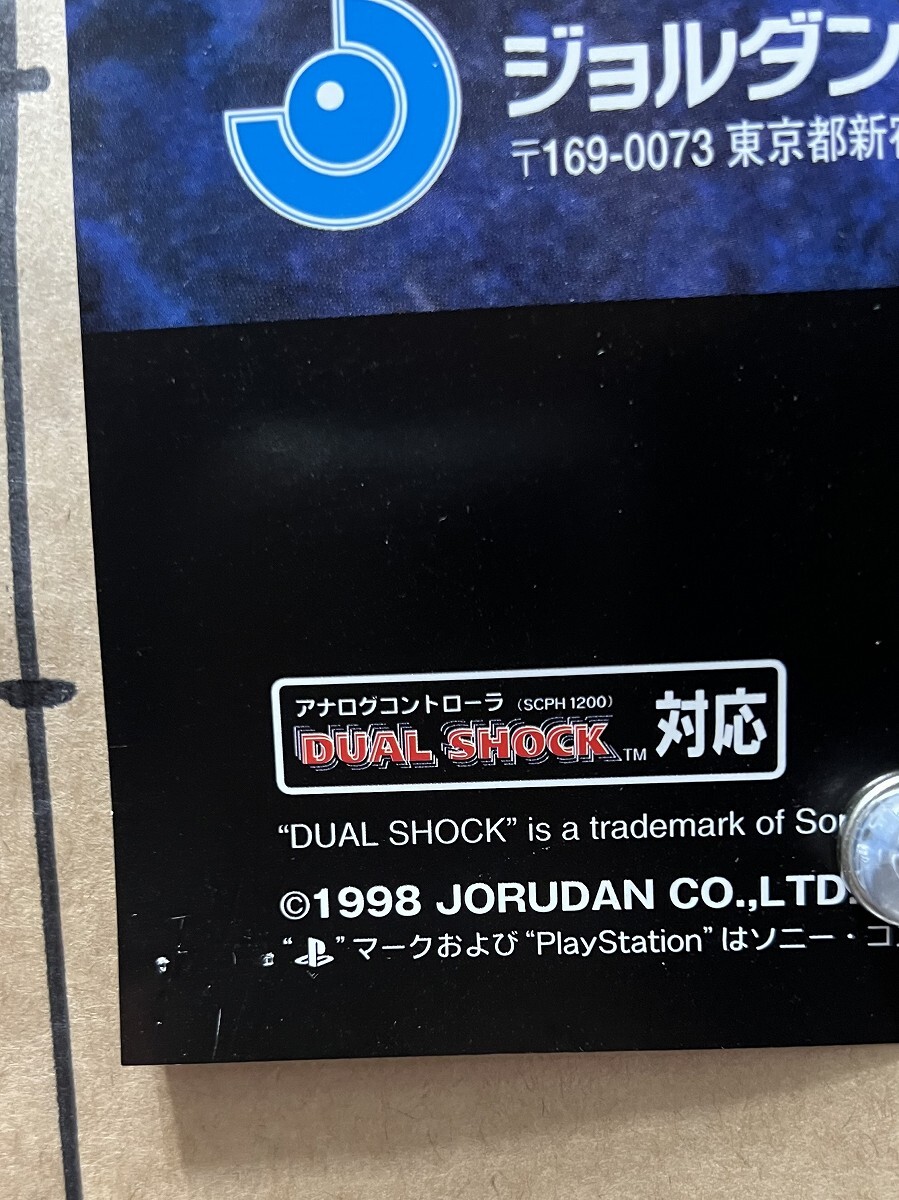 ジョルダン
〒169-0073 東京都新宿
アナログコントローラ (SCPH 1200)
DUAL SHOCK™ 対応
“DUAL SHOCK” is a trademark of
©1998 JORUDAN CO.,LTD.
“ ” マークおよび “PlayStation” はソニー・コ